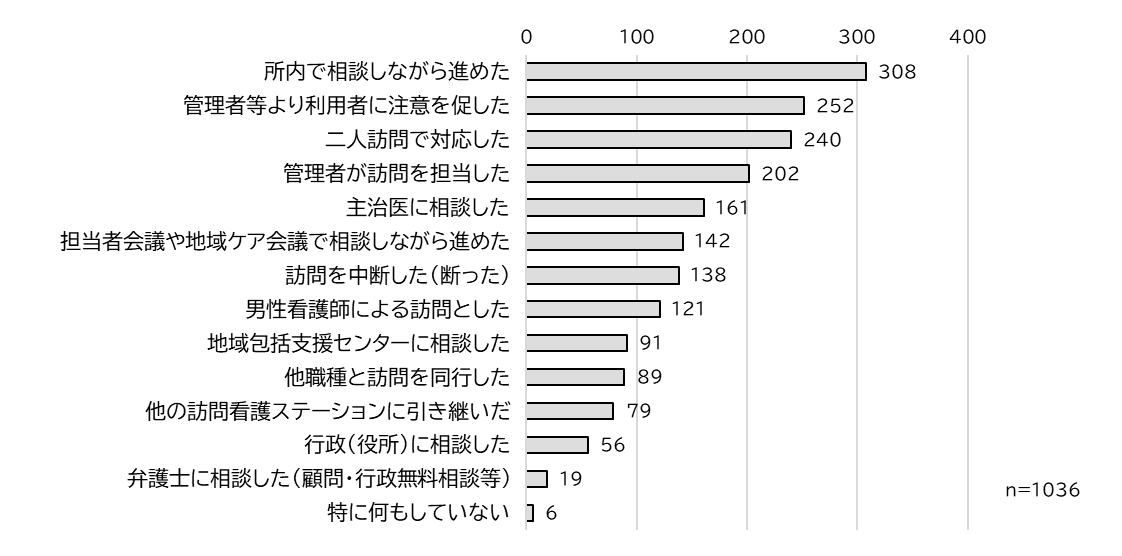 0 100 200 300 400
所内で相談しながら進めた 308
管理者等より利用者に注意を促した 252
二人訪問で対応した 240
管理者が訪問を担当した 202
主治医に相談した 161
担当者会議や地域ケア会議で相談しながら進めた 142
訪問を中断した（断った） 138
男性看護師による訪問とした 121
地域包括支援センターに相談した 91
他職種と訪問を同行した 89
他の訪問看護ステーションに引き継いだ 79
行政（役所）に相談した 56
弁護士に相談した（顧問・行政無料相談等） 19
n=1036
特に何もしていない 6